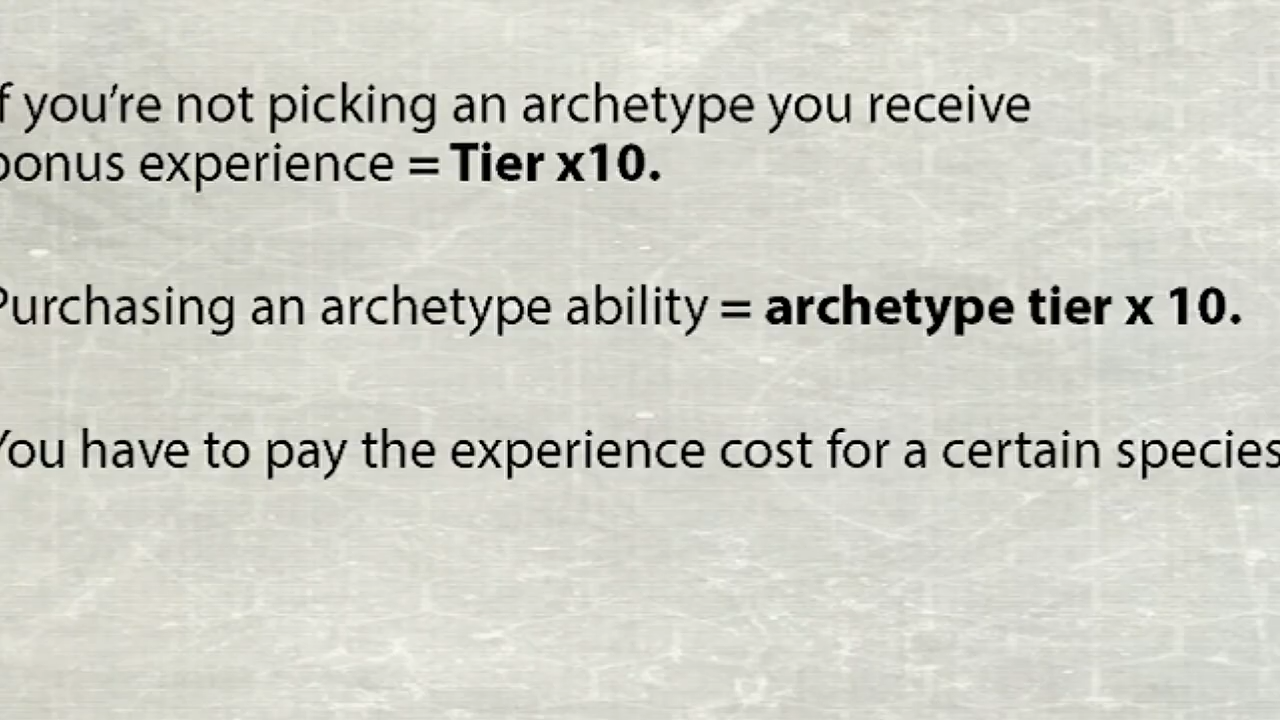 If you're not picking an archetype you receive
bonus experience = Tier x10.
Purchasing an archetype ability = archetype tier x 10.
You have to pay the experience cost for a certain species